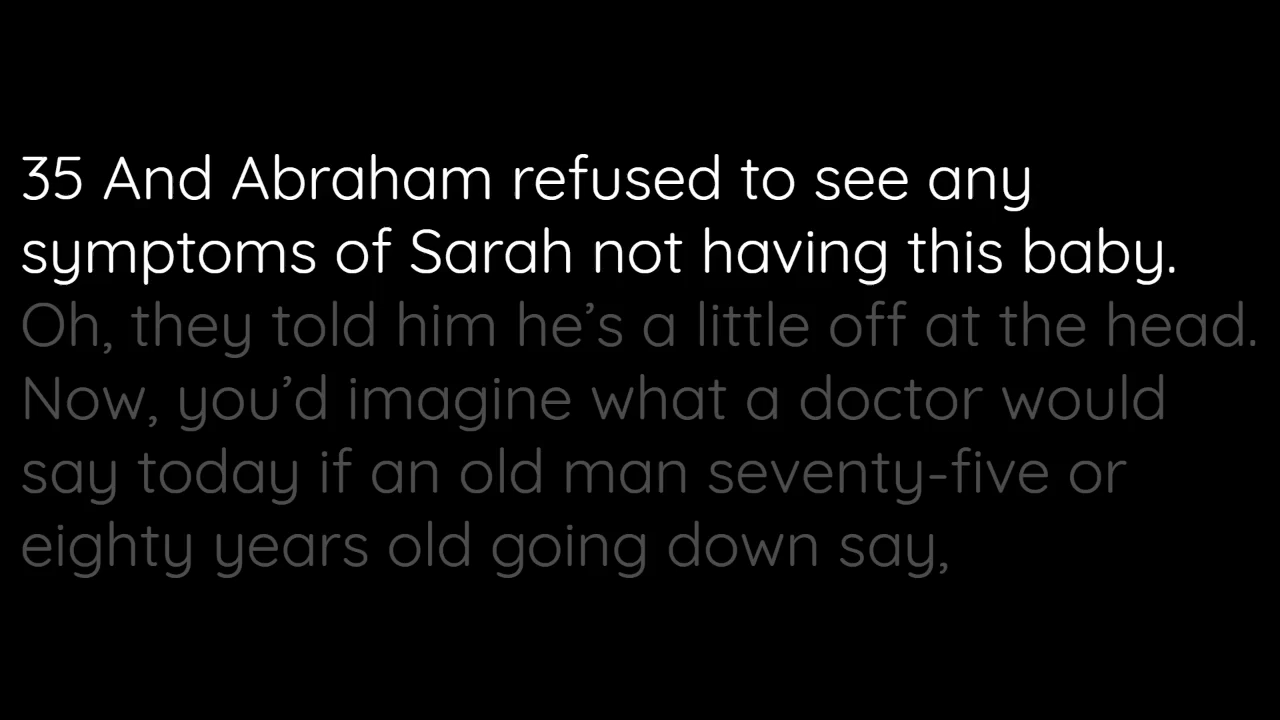 35 And Abraham refused to see any
symptoms of Sarah not having this baby.
Oh, they told him he’s a little off at the head.
Now, you’d imagine what a doctor would
say today if an old man seventy-five or
eighty years old going down say,